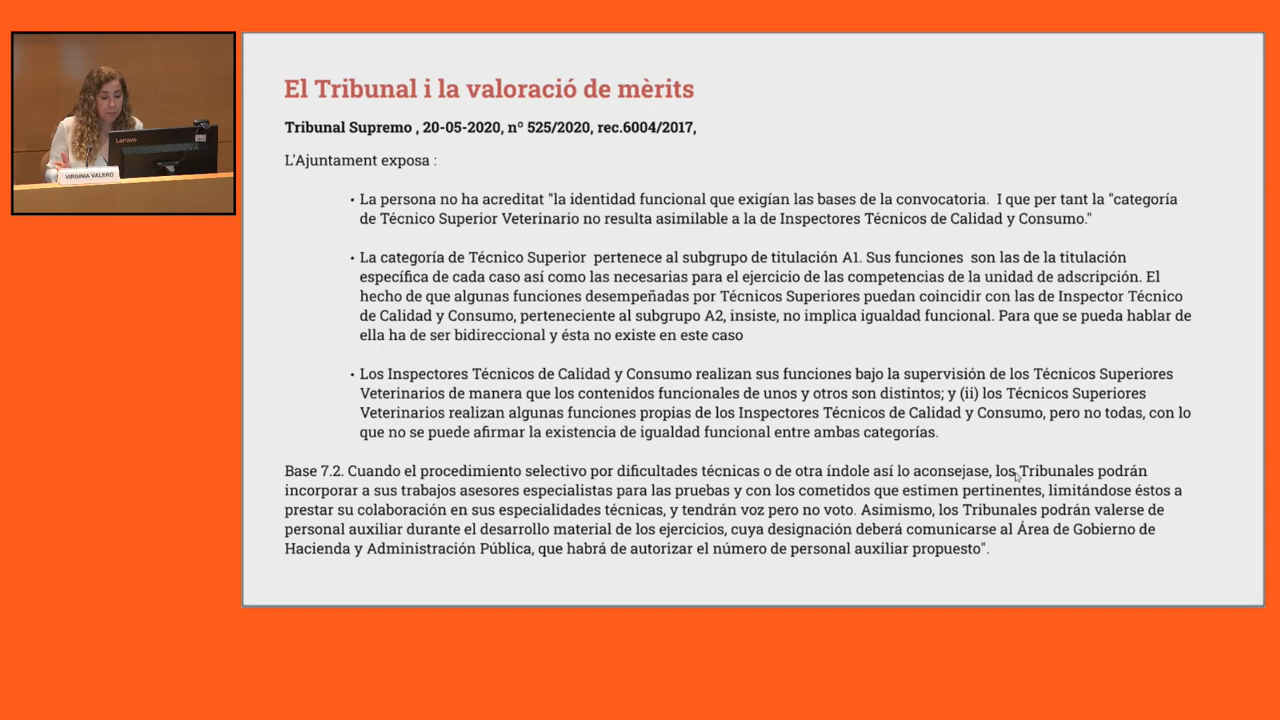 El Tribunal i la valoració de mèrits
Tribunal Supremo , 20-05-2020, nº 525/2020, rec.6004/2017,
L'Ajuntament exposa :
• La persona no ha acreditat "la identidad funcional que exigían las bases de la convocatoria.  I que per tant la "categoría
de Técnico Superior Veterinario no resulta asimilable a la de Inspectores Técnicos de Calidad y Consumo."
• La categoría de Técnico Superior  pertenece al subgrupo de titulación A1. Sus funciones  son las de la titulación
específica de cada caso así como las necesarias para el ejercicio de las competencias de la unidad de adscripción. El
hecho de que algunas funciones desempeñadas por Técnicos Superiores puedan coincidir con las de Inspector Técnico
de Calidad y Consumo, perteneciente al subgrupo A2, insiste, no implica igualdad funcional. Para que se pueda hablar de
ella ha de ser bidireccional y ésta no existe en este caso
• Los Inspectores Técnicos de Calidad y Consumo realizan sus funciones bajo la supervisión de los Técnicos Superiores
Veterinarios de manera que los contenidos funcionales de unos y otros son distintos; y (ii) los Técnicos Superiores
Veterinarios realizan algunas funciones propias de los Inspectores Técnicos de Calidad y Consumo, pero no todas, con lo
que no se puede afirmar la existencia de igualdad funcional entre ambas categorías.
Base 7.2. Cuando el procedimiento selectivo por dificultades técnicas o de otra índole así lo aconsejase, los Tribunales podrán
incorporar a sus trabajos asesores especialistas para las pruebas y con los cometidos que estimen pertinentes, limitándose éstos a
prestar su colaboración en sus especialidades técnicas, y tendrán voz pero no voto. Asimismo, los Tribunales podrán valerse de
personal auxiliar durante el desarrollo material de los ejercicios, cuya designación deberá comunicarse al Área de Gobierno de
Hacienda y Administración Pública, que habrá de autorizar el número de personal auxiliar propuesto".
Lenovo
VIRGINIA VALERO